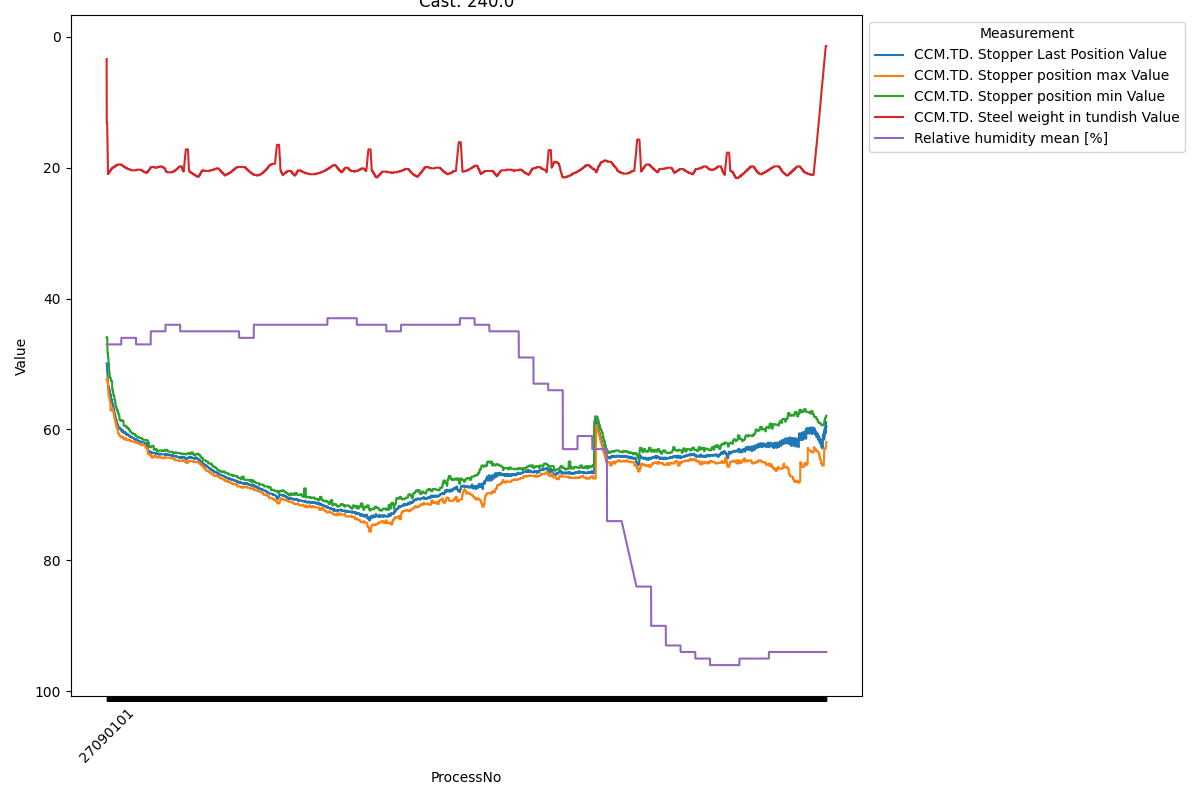 Cast: 240.0
Measurement
CCM.TD. Stopper Last Position Value
CCM.TD. Stopper position max Value
CCM.TD. Stopper position min Value
CCM.TD. Steel weight in tundish Value
Relative humidity mean [%]
0
20
40
60
80
100
Value
27090101
ProcessNo